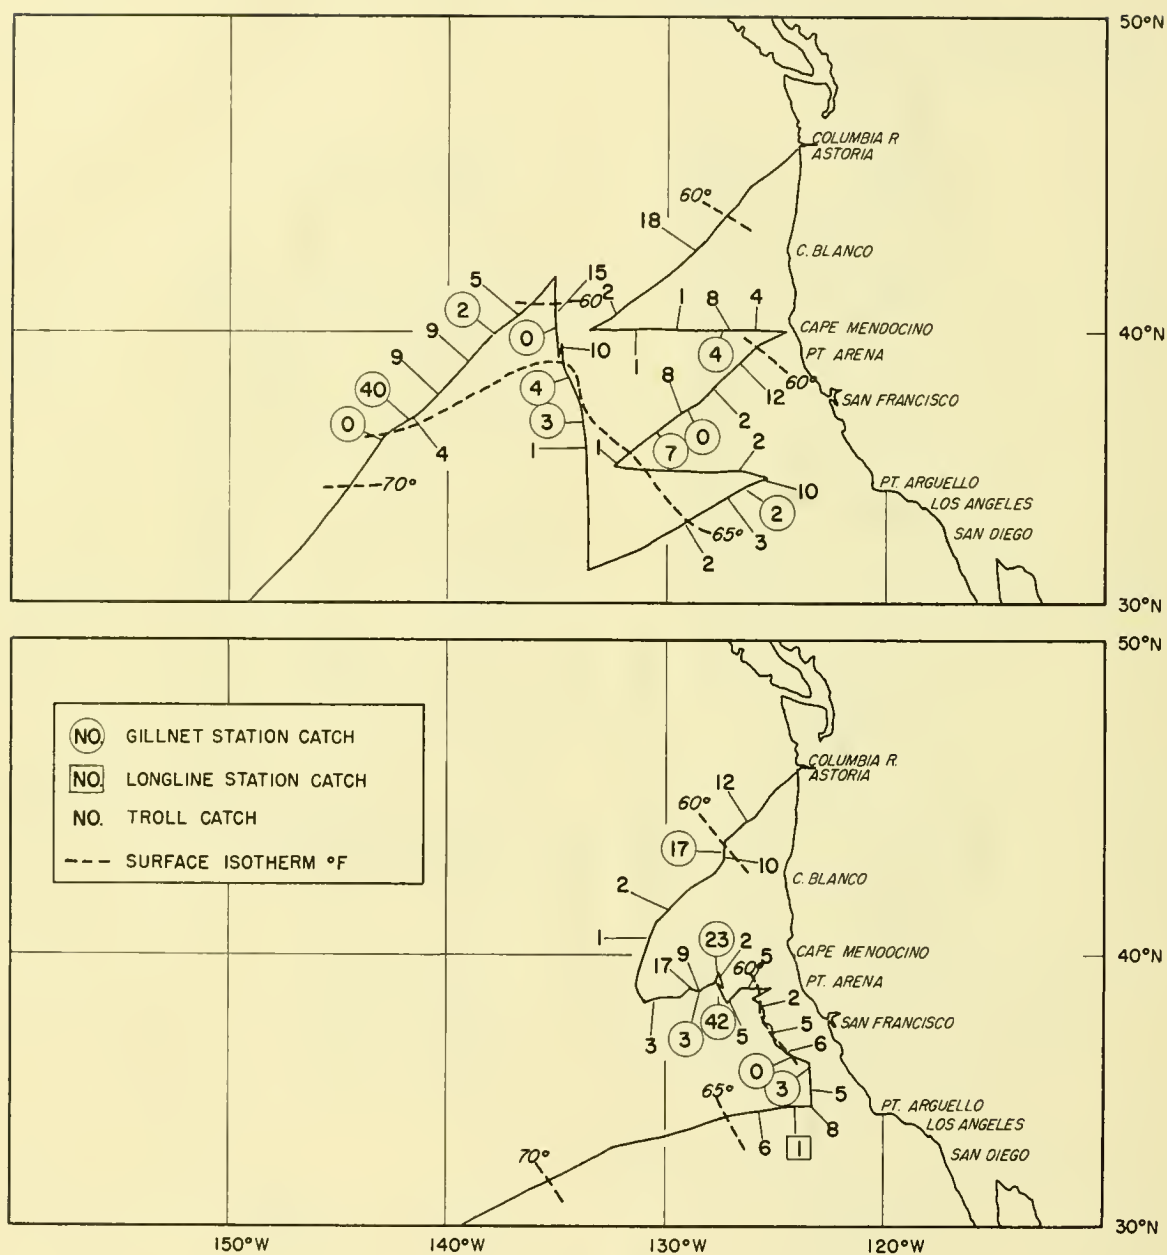 50°N
COLUMBIA R
ASTORIA
60°
18
C. BLANCO
5
15
2
60°
2
1
8
4
0
CAPE MENDOCINO
40°N
9
10
1
4
PT. ARENA
9
4
12
60°
40
8
SAN FRANCISCO
0
3
2
0
4
1
1
7
2
70°
10
PT. ARGUELLO
2
LOS ANGELES
65°
3
SAN DIEGO
2
30°N
50°N
NO. GILLNET STATION CATCH
NO. LONGLINE STATION CATCH
NO. TROLL CATCH
--- SURFACE ISOTHERM °F
COLUMBIA R.
ASTORIA
60°
12
17
10
2
C. BLANCO
1
23
2
9
5
CAPE MENDOCINO
40°N
17
60°
PT. ARENA
2
42
5
SAN FRANCISCO
3
3
5
6
0
3
5
65°
PT. ARGUELLO
8
LOS ANGELES
6
1
SAN DIEGO
70°
30°N
150°W
140°W
130°W
120°W